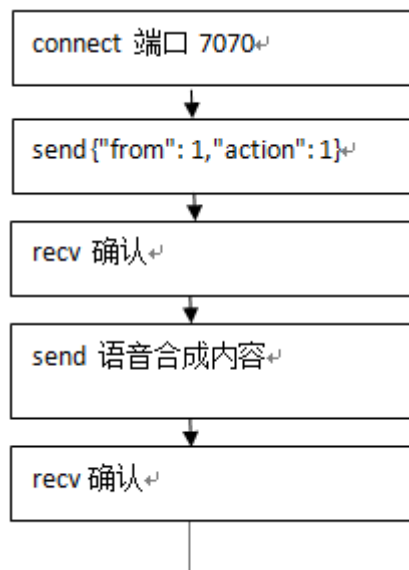 connect 端口 7070
send {"from": 1,"action": 1}
recv 确认
send 语音合成内容
recv 确认